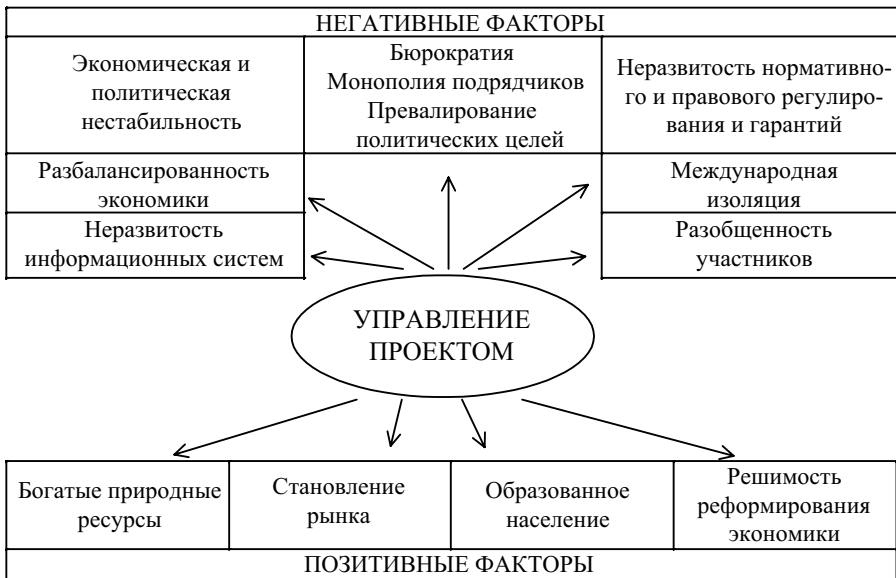 НЕГАТИВНЫЕ ФАКТОРЫ
Экономическая и
политическая
нестабильность
Бюрократия
Монополия подрядчиков
Превалирование
политических целей
Неразвитость нормативно-
го и правового регулиро-
вания и гарантий
Разбалансированность
экономики
Международная
изоляция
Неразвитость
информационных систем
Разобщенность
участников
УПРАВЛЕНИЕ
ПРОЕКТОМ
Богатые природные
ресурсы
Становление
рынка
Образованное
население
Решимость
реформирования
экономики
ПОЗИТИВНЫЕ ФАКТОРЫ